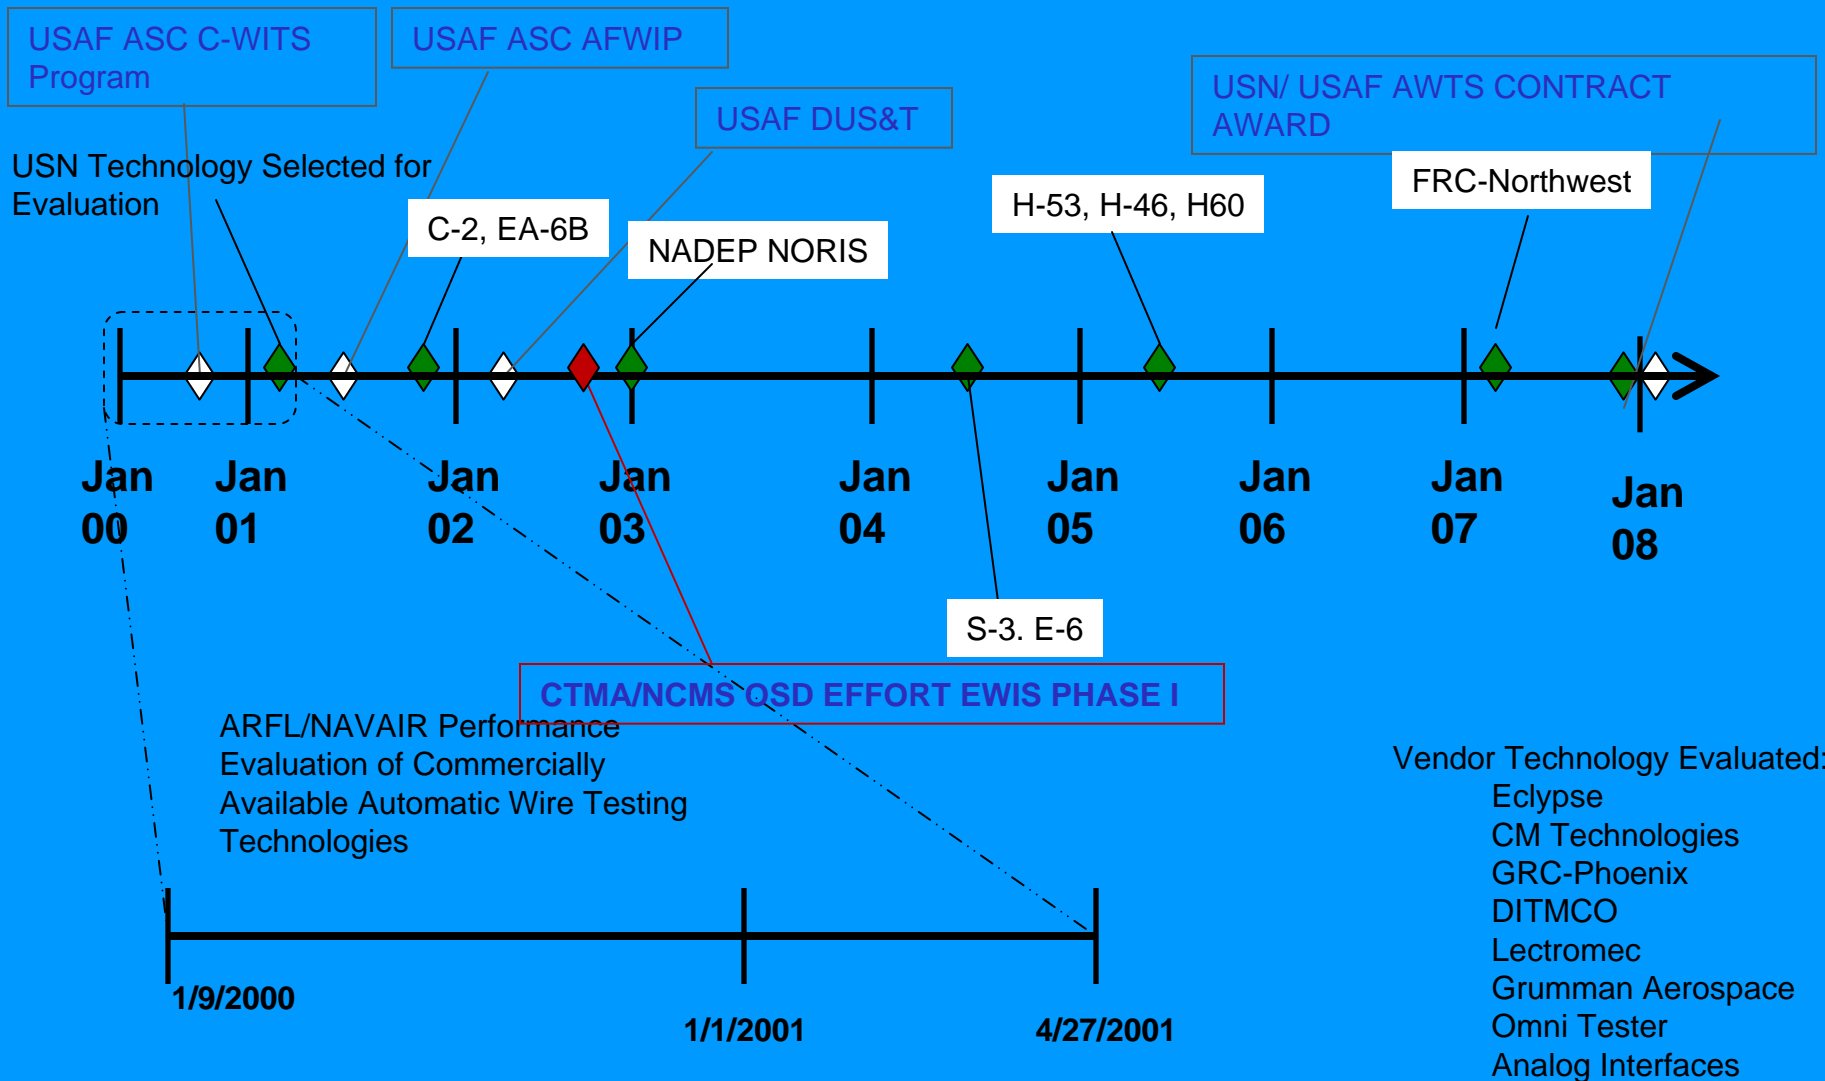 USAF ASC C-WITS
Program
USAF ASC AFWIP
USAF DUS&T
USN/ USAF AWTS CONTRACT
AWARD
USN Technology Selected for
Evaluation
C-2, EA-6B
NADEP NORIS
H-53, H-46, H60
FRC-Northwest
Jan
00
Jan
01
Jan
02
Jan
03
Jan
04
Jan
05
Jan
06
Jan
07
Jan
08
S-3. E-6
CTMA/NCMS OSD EFFORT EWIS PHASE I
ARFL/NAVAIR Performance
Evaluation of Commercially
Available Automatic Wire Testing
Technologies
Vendor Technology Evaluated:
Eclypse
CM Technologies
GRC-Phoenix
DITMCO
Lectromec
Grumman Aerospace
Omni Tester
Analog Interfaces
1/9/2000
1/1/2001
4/27/2001